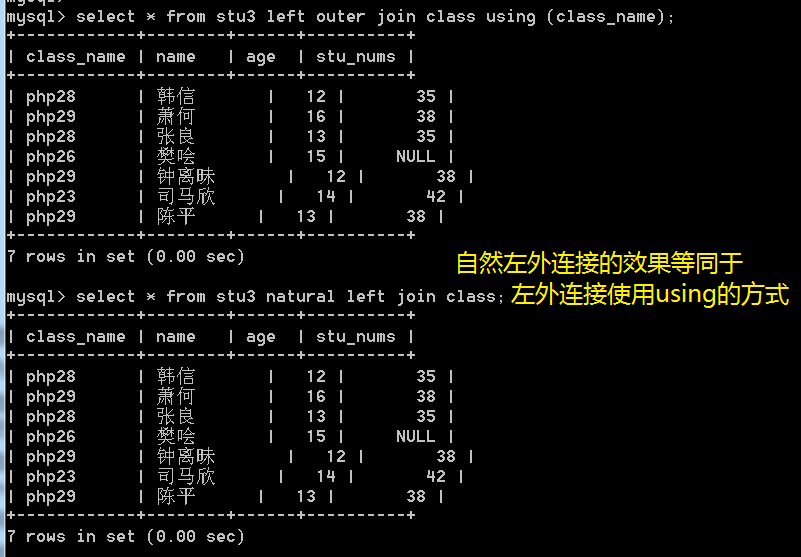 mysql> select * from stu3 left outer join class using (class_name);
+------------+--------+------+----------+
| class_name | name   | age  | stu_nums |
+------------+--------+------+----------+
| php28      | 韩信       |   12 |       35 |
| php29      | 萧何       |   16 |       38 |
| php28      | 张良       |   13 |       35 |
| php26      | 樊哙       |   15 |     NULL |
| php29      | 钟离昧       |   12 |       38 |
| php23      | 司马欣      |   14 |       42 |
| php29      | 陈平      |   13 |      38 |
+------------+--------+------+----------+
7 rows in set (0.00 sec)
自然左外连接的效果等同于
mysql> select * from stu3 natural left join class;
左外连接使用using的方式
+------------+--------+------+----------+
| class_name | name   | age  | stu_nums |
+------------+--------+------+----------+
| php28      | 韩信       |   12 |       35 |
| php29      | 萧何       |   16 |       38 |
| php28      | 张良       |   13 |       35 |
| php26      | 樊哙       |   15 |     NULL |
| php29      | 钟离昧       |   12 |       38 |
| php23      | 司马欣      |   14 |       42 |
| php29      | 陈平      |   13 |      38 |
+------------+--------+------+----------+
7 rows in set (0.00 sec)